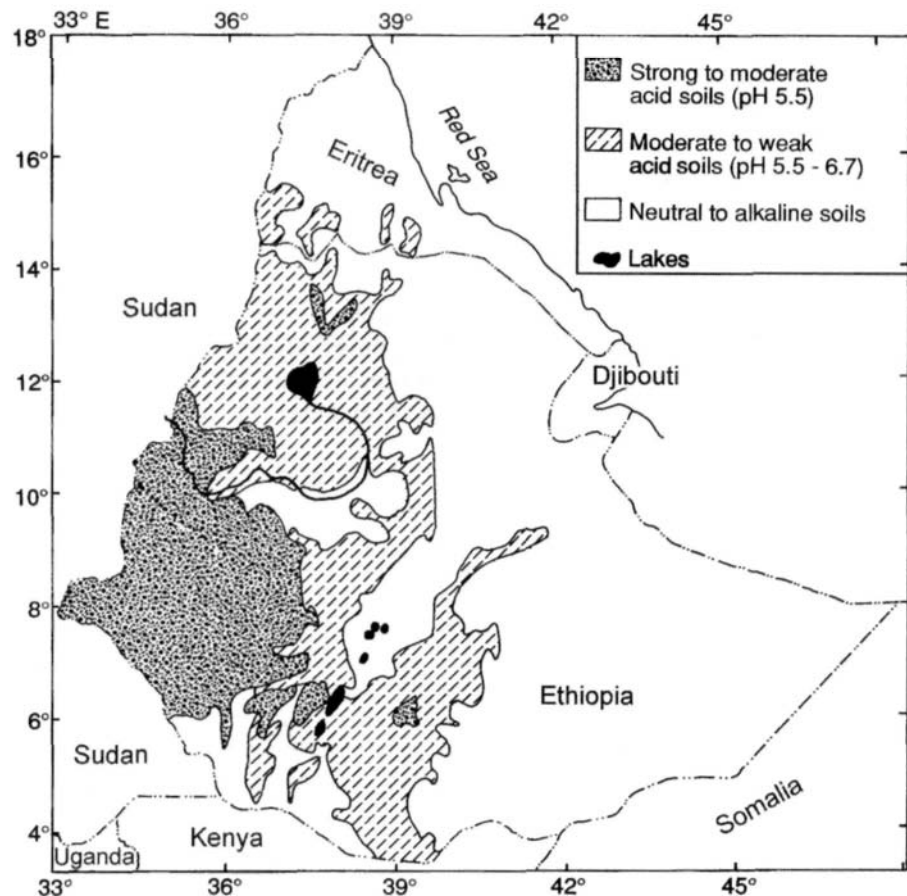 33° E 36° 39° 42° 45°
18°
16°
14°
12°
10°
8°
6°
4°
Strong to moderate
acid soils (pH 5.5)
Moderate to weak
acid soils (pH 5.5 - 6.7)
Neutral to alkaline soils
Lakes
Red Sea
Eritrea
Sudan
Djibouti
Ethiopia
Sudan
Somalia
Kenya
Uganda
33° 36° 39° 42° 45°